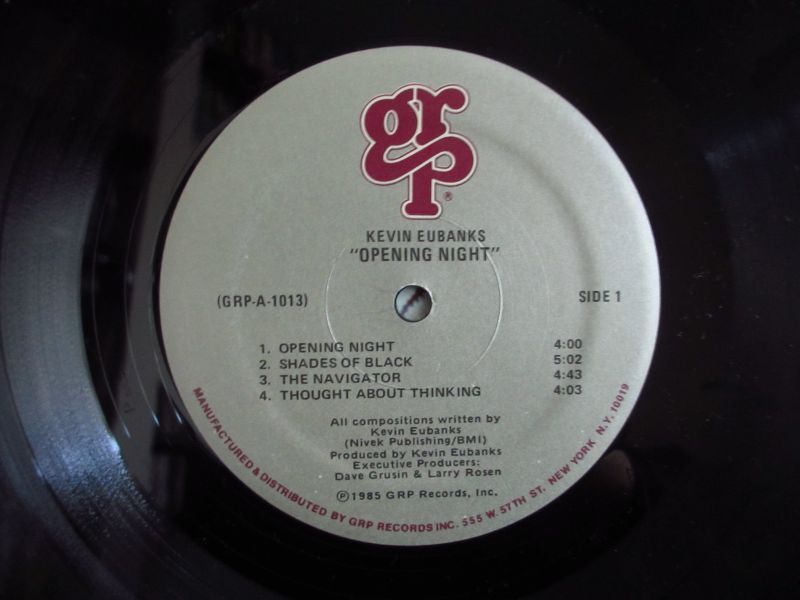 grp®
KEVIN EUBANKS
"OPENING NIGHT"
(GRP-A-1013)
SIDE 1
1. OPENING NIGHT 4:00
2. SHADES OF BLACK 5:02
3. THE NAVIGATOR 4:43
4. THOUGHT ABOUT THINKING 4:03
All compositions written by
Kevin Eubanks
(Nivek Publishing/BMI)
Produced by Kevin Eubanks
Executive Producers:
Dave Grusin & Larry Rosen
℗ 1985 GRP Records, Inc.
MANUFACTURED & DISTRIBUTED BY GRP RECORDS INC. 555 W. 57TH ST. NEW YORK N.Y. 10019